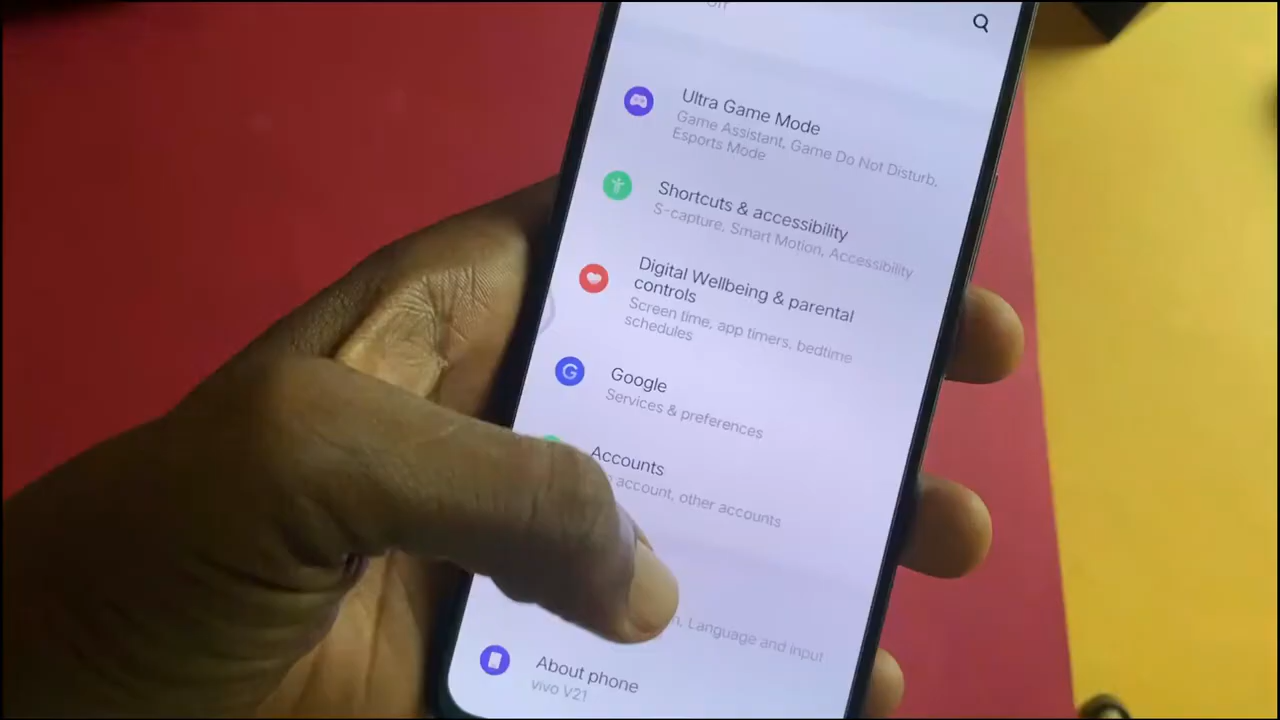 Ultra Game Mode
Game Assistant, Game Do Not Disturb,
Esports Mode
Shortcuts & accessibility
S-capture, Smart Motion, Accessibility
Digital Wellbeing & parental
controls
Screen time, app timers, bedtime
schedules
G
Google
Services & preferences
Accounts
account, other accounts
Language and input
About phone
vivo V21